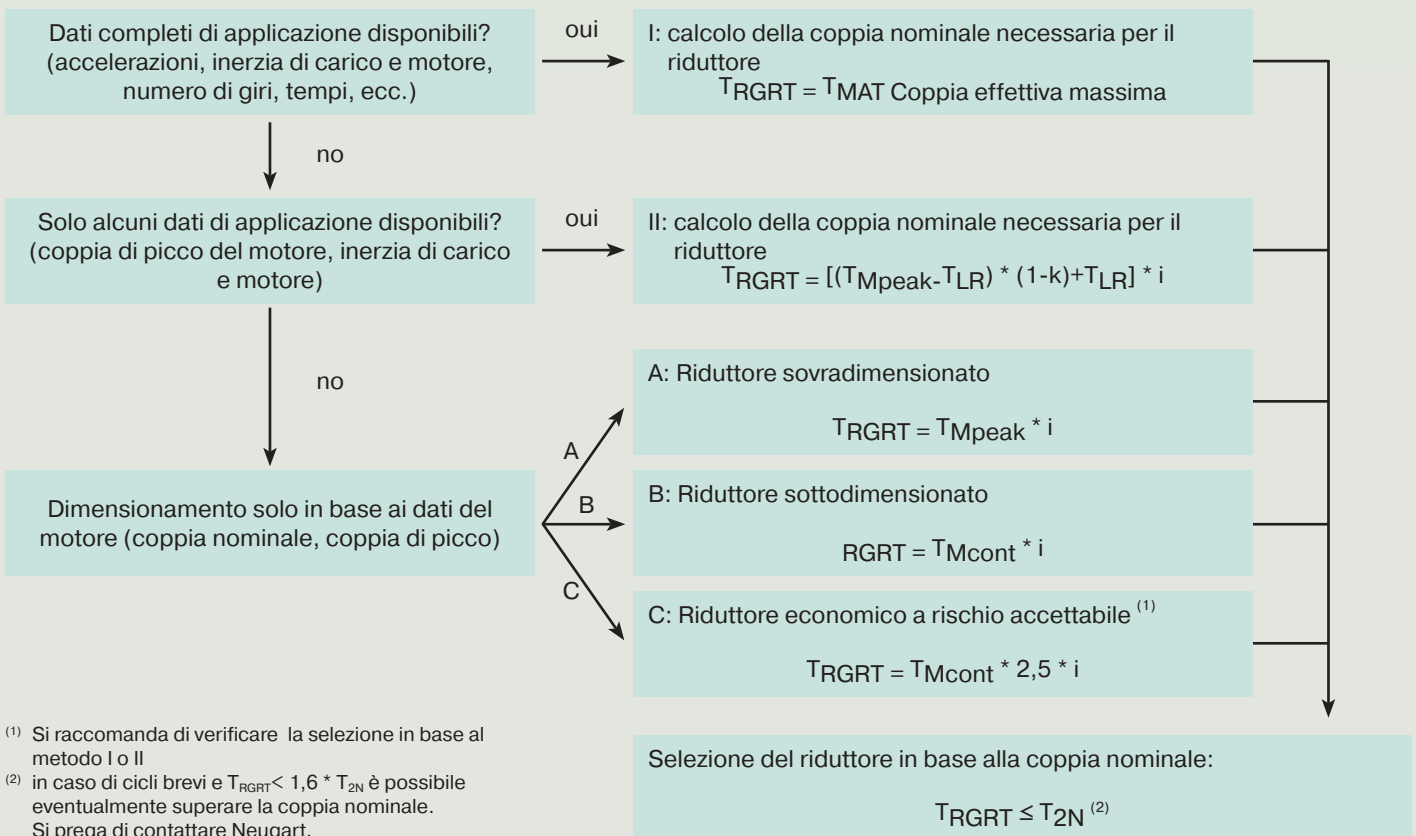 Dati completi di applicazione disponibili?
(accelerazioni, inerzia di carico e motore,
numero di giri, tempi, ecc.)
oui
I: calcolo della coppia nominale necessaria per il
riduttore
TRGRT = TMAT Coppia effettiva massima
no
Solo alcuni dati di applicazione disponibili?
(coppia di picco del motore, inerzia di carico
e motore)
oui
II: calcolo della coppia nominale necessaria per il
riduttore
TRGRT = [(TMpeak-TLR) * (1-k)+TLR] * i
no
Dimensionamento solo in base ai dati del
motore (coppia nominale, coppia di picco)
A
A: Riduttore sovradimensionato
TRGRT = TMpeak * i
B
B: Riduttore sottodimensionato
RGRT = TMcont * i
C
C: Riduttore economico a rischio accettabile (1)
TRGRT = TMcont * 2,5 * i
(1) Si raccomanda di verificare la selezione in base al
metodo I o II
(2) in caso di cicli brevi e TRGRT< 1,6 * T2N è possibile
eventualmente superare la coppia nominale.
Si prega di contattare Neugart.
Selezione del riduttore in base alla coppia nominale:
TRGRT ≤ T2N (2)